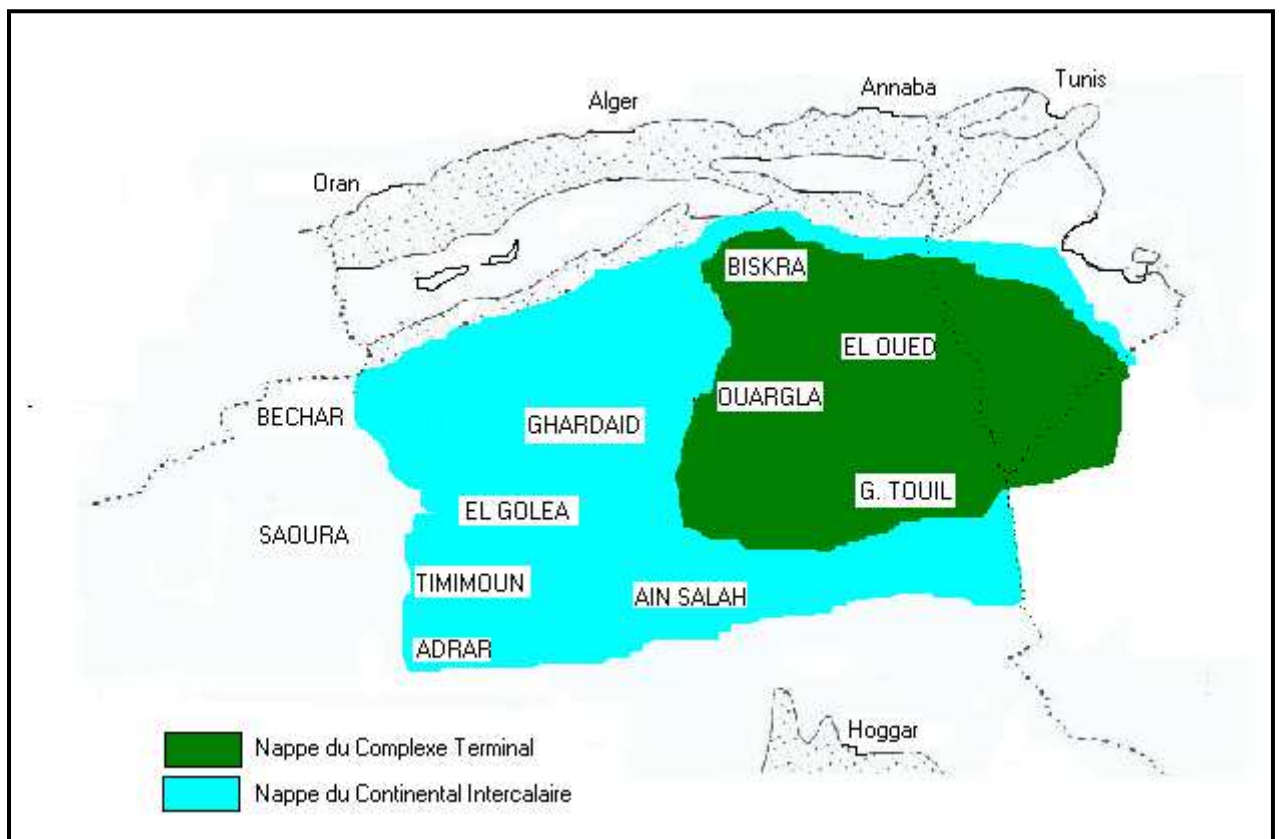 Tunis
Annaba
Alger
Oran
BISKRA
EL OUED
OUARGLA
BECHAR
GHARDAID
G. TOUIL
EL GOLEA
SAOURA
TIMIMOUN
AIN SALAH
ADRAR
Hoggar
Nappe du Complexe Terminal
Nappe du Continental Intercalaire